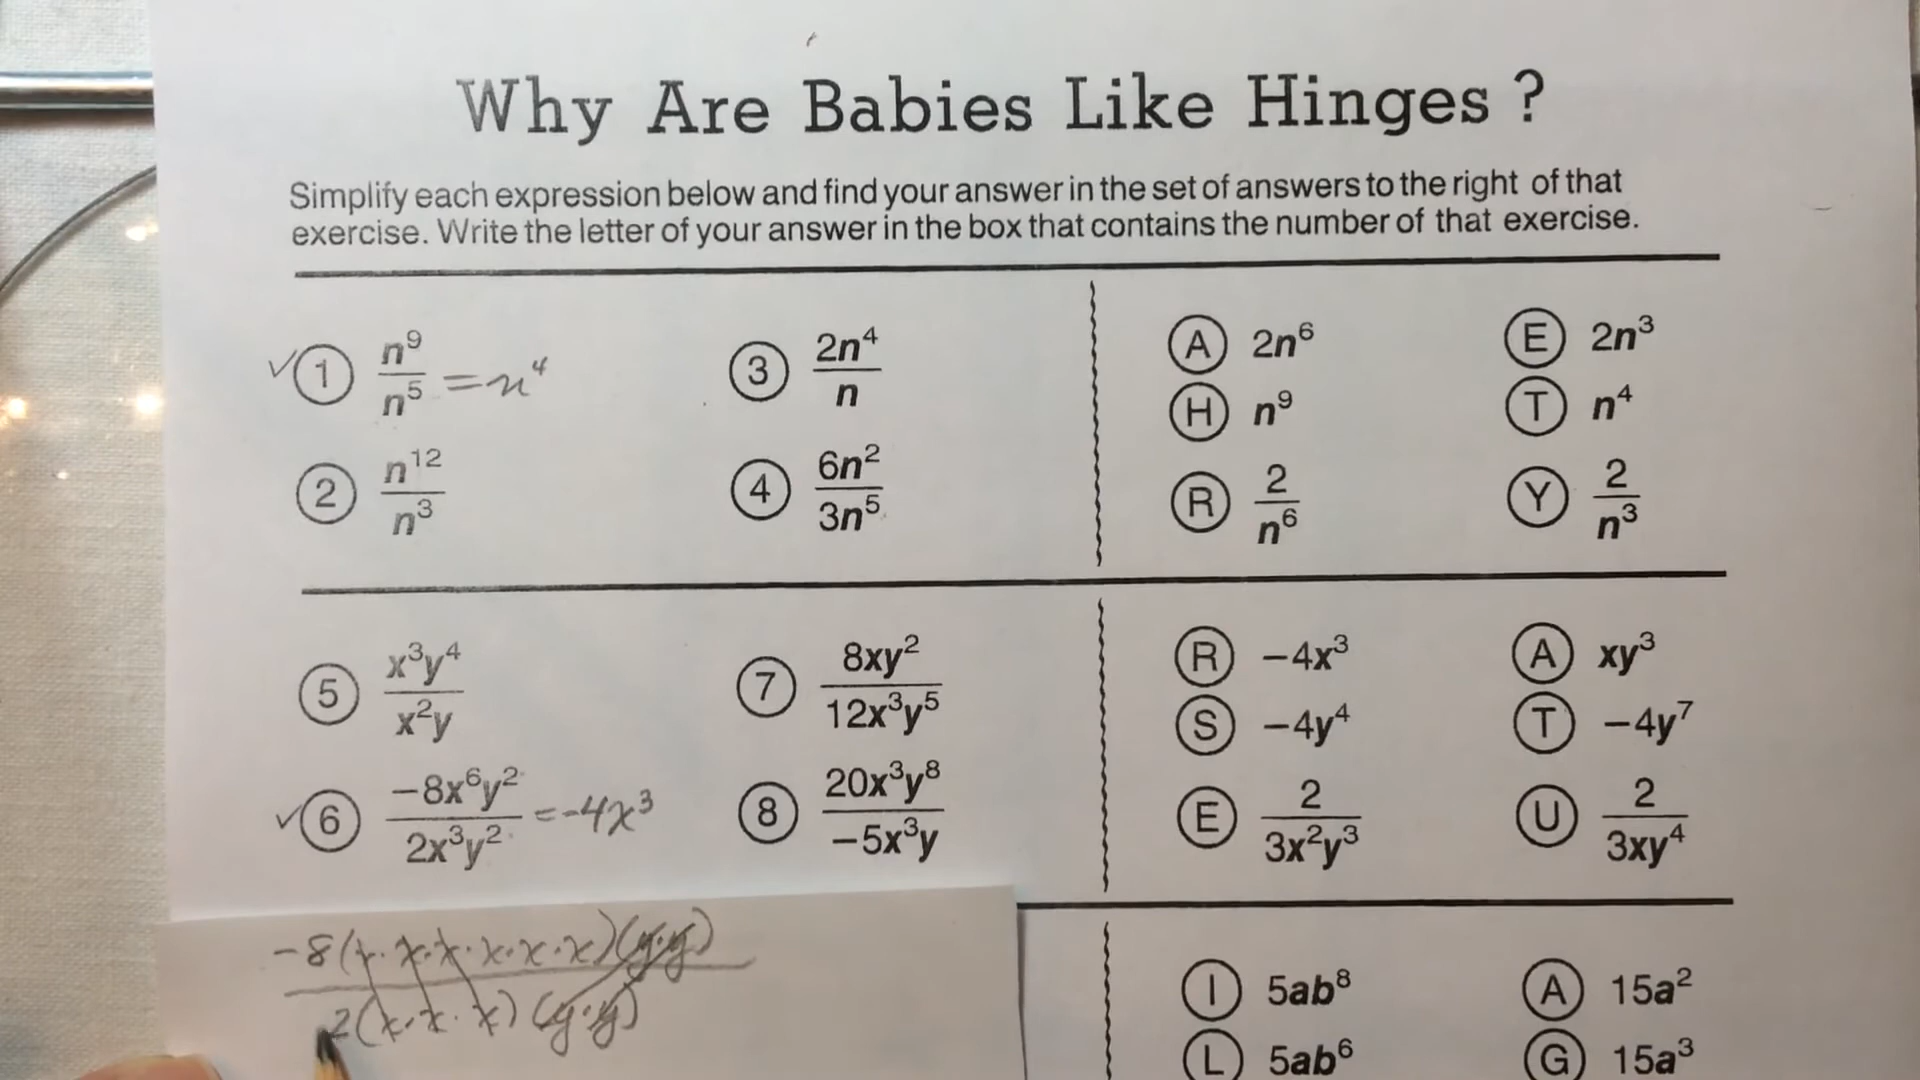 Why Are Babies Like Hinges ?
Simplify each expression below and find your answer in the set of answers to the right of that
exercise. Write the letter of your answer in the box that contains the number of that exercise.
✓ 1 n⁹/n⁵ = n⁴
3 2n⁴/n
A 2n⁶
E 2n³
H n⁹
T n⁴
2 n¹²/n³
4 6n²/3n⁵
R 2/n⁶
Y 2/n³
5 x³y⁴/x²y
7 8xy²/12x³y⁵
R −4x³
A xy³
S −4y⁴
T −4y⁷
✓ 6 −8x⁶y²/2x³y² = -4x³
8 20x³y⁸/−5x³y
E 2/3x²y³
U 2/3xy⁴
-8(x·x·x·x·x·x)(y·y)
2(x·x·x)(y·y)
I 5ab⁸
A 15a²
L 5ab⁶
G 15a³